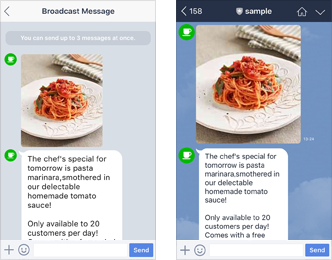 Broadcast Message
You can send up to 3 messages at once.
The chef's special for
tomorrow is pasta
marinara,smothered in
our delectable
homemade tomato
sauce!
Only available to 20
customers per day!
Send
158
sample
The chef's special for
tomorrow is pasta
marinara,smothered in
our delectable
homemade tomato
sauce!
Only available to 20
customers per day!
Comes with a free
Send